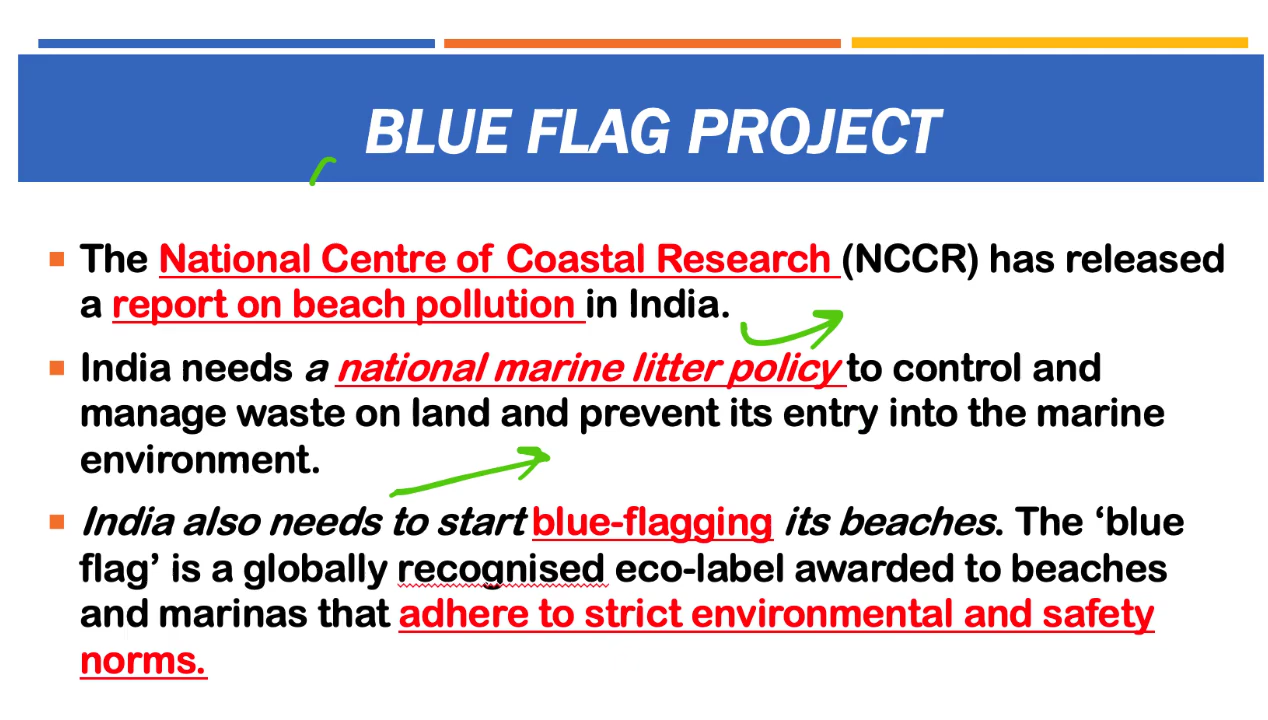 BLUE FLAG PROJECT
The National Centre of Coastal Research (NCCR) has released
a report on beach pollution in India.
India needs a national marine litter policy to control and
manage waste on land and prevent its entry into the marine
environment.
India also needs to start blue-flagging its beaches. The ‘blue
flag’ is a globally recognised eco-label awarded to beaches
and marinas that adhere to strict environmental and safety
norms.